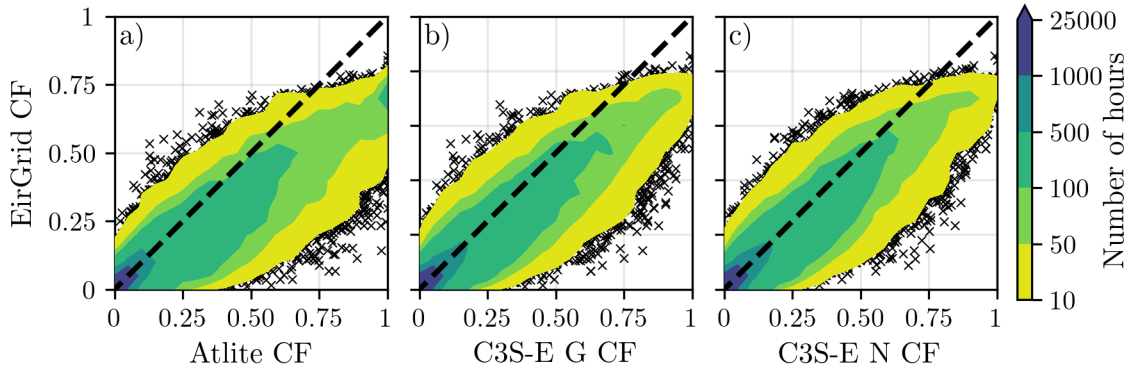 a)
b)
c)
EirGrid CF
1
0.75
0.50
0.25
0
0 0.25 0.50 0.75 1
Atlite CF
0 0.25 0.50 0.75 1
C3S-E G CF
0 0.25 0.50 0.75 1
C3S-E N CF
25000
1000
500
100
50
10
Number of hours